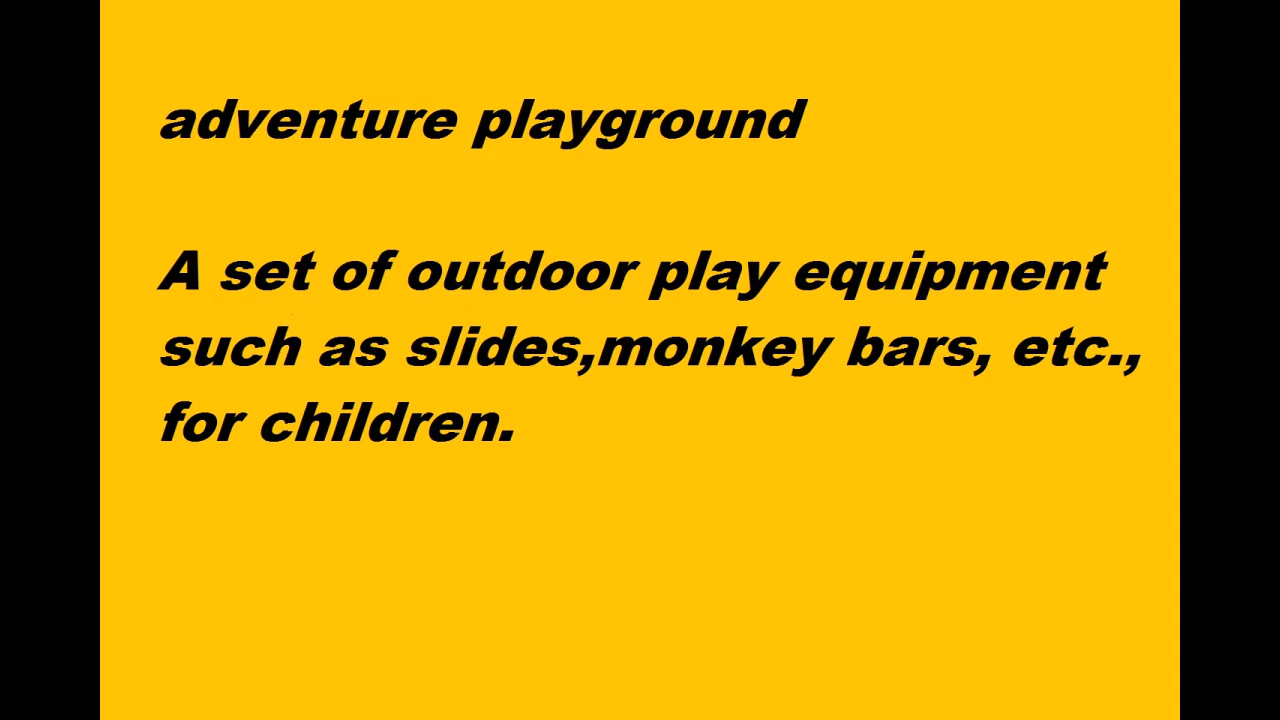 adventure playground
A set of outdoor play equipment
such as slides,monkey bars, etc.,
for children.